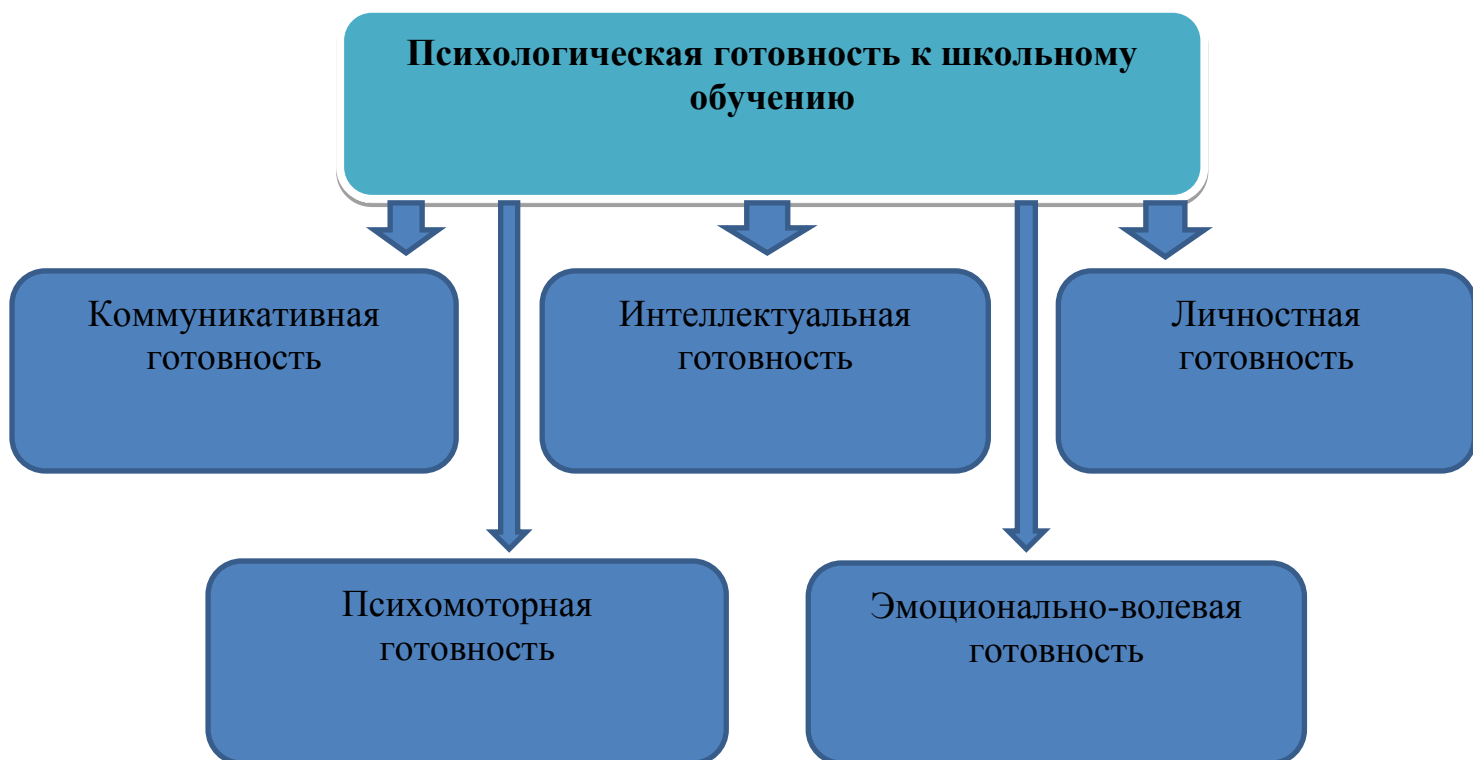 Психологическая готовность к школьному
обучению
Коммуникативная
готовность
Интеллектуальная
готовность
Личностная
готовность
Психомоторная
готовность
Эмоционально-волевая
готовность